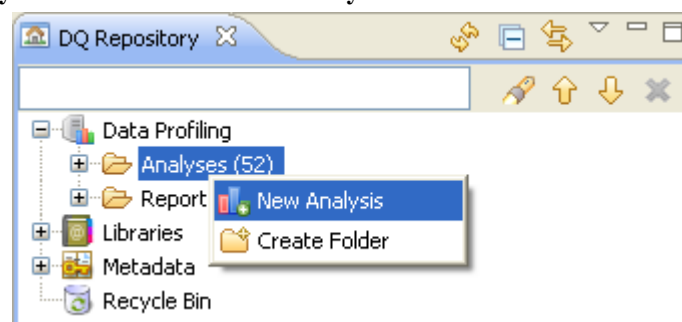 DQ Repository
Data Profiling
Analyses (52)
Report
New Analysis
Libraries
Create Folder
Metadata
Recycle Bin